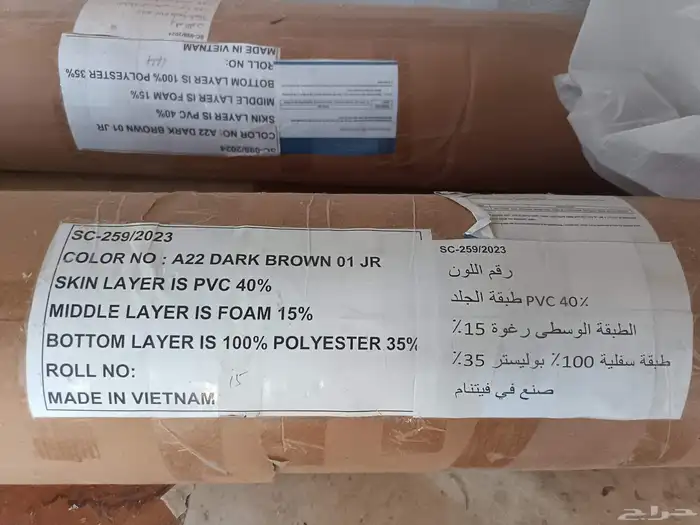 SC-099/2024
COLOR NO: A22 DARK BROWN 01 JR
SKIN LAYER IS PVC 40%
MIDDLE LAYER IS FOAM 15%
BOTTOM LAYER IS 100% POLYESTER 35%
ROLL NO:
MADE IN VIETNAM
SC-259/2023
COLOR NO : A22 DARK BROWN 01 JR
SKIN LAYER IS PVC 40%
MIDDLE LAYER IS FOAM 15%
BOTTOM LAYER IS 100% POLYESTER 35%
ROLL NO: 15
MADE IN VIETNAM
SC-259/2023
رقم اللون
طبقة الجلد PVC 40٪
الطبقة الوسطى رغوة 15٪
طبقة سفلية 100٪ بوليستر 35٪
صنع في فيتنام
حراج